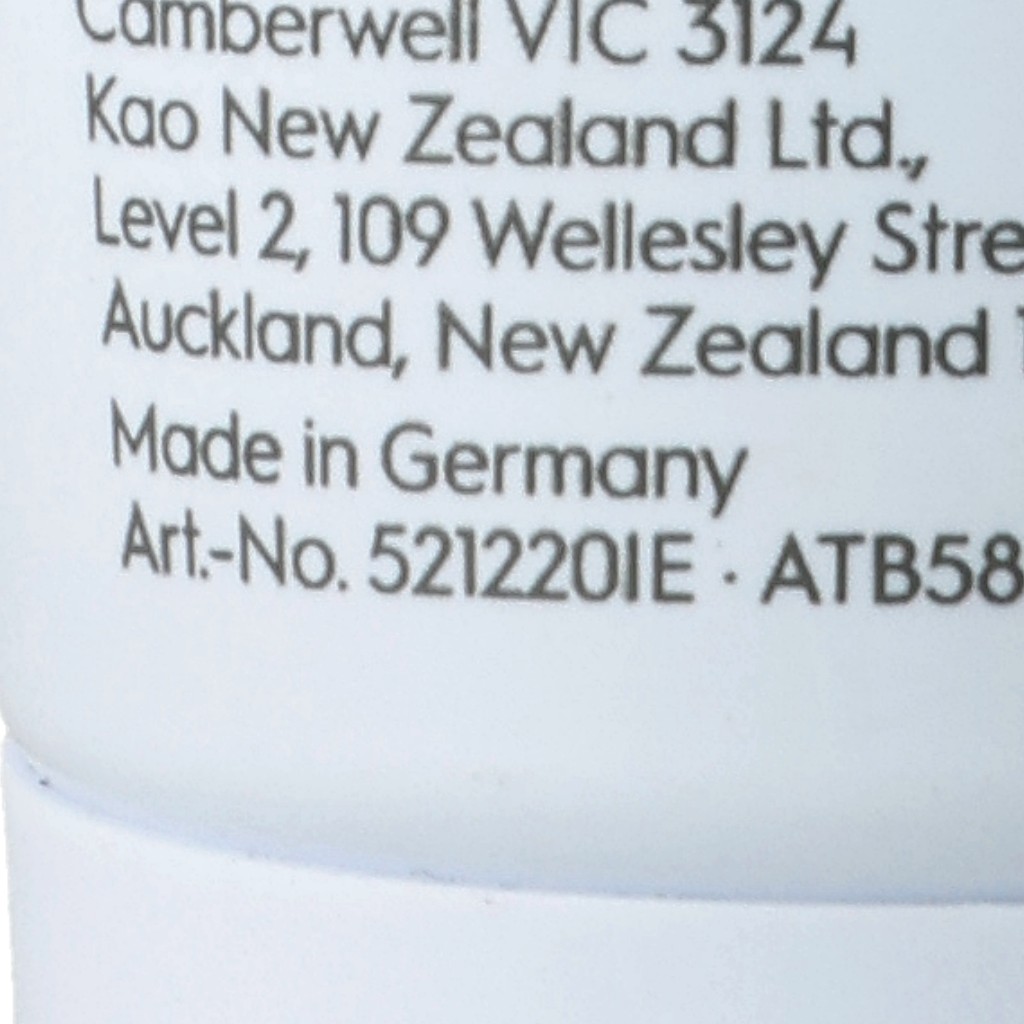 Camberwell VIC 3124
Kao New Zealand Ltd.,
Level 2, 109 Wellesley Stre
Auckland, New Zealand 1
Made in Germany
Art.-No. 521220IE · ATB58